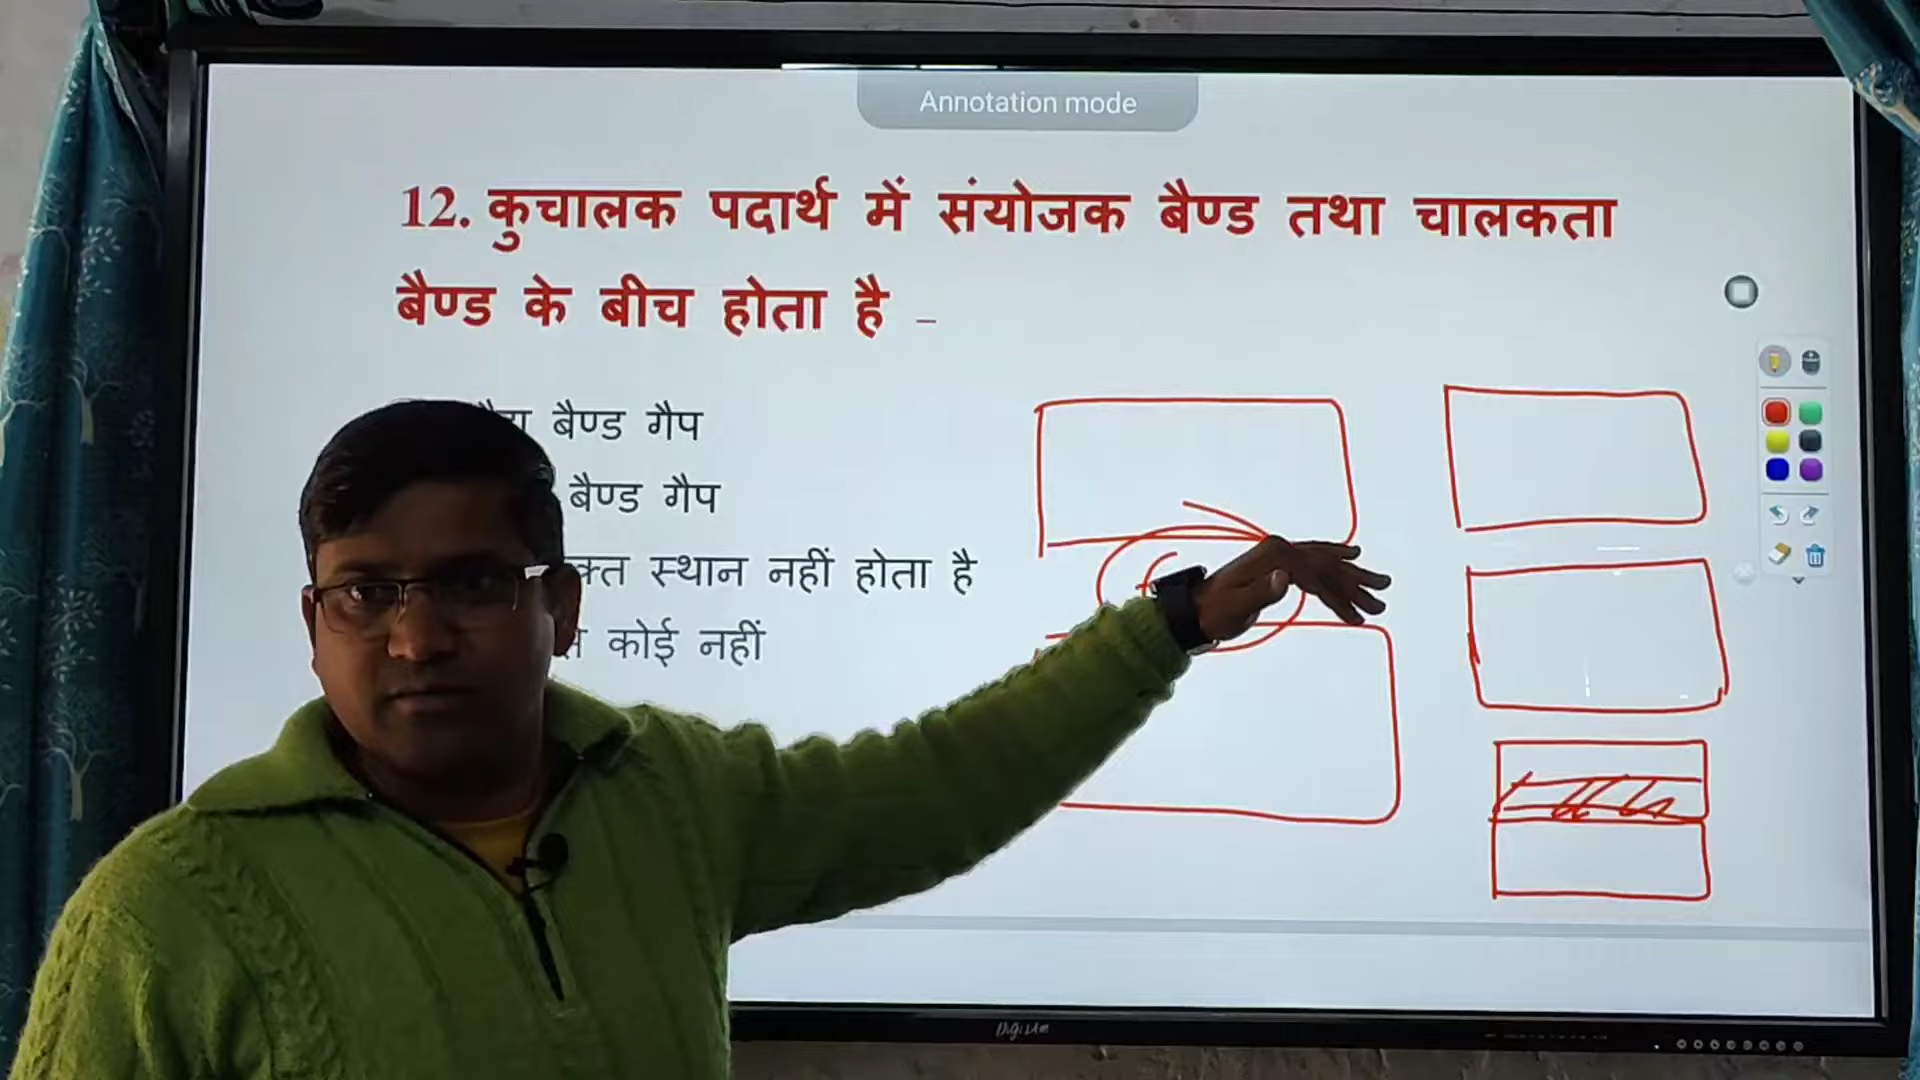 Annotation mode
12. कुचालक पदार्थ में संयोजक बैण्ड तथा चालकता
बैण्ड के बीच होता है –
बैण्ड गैप
बैण्ड गैप
स्थान नहीं होता है
कोई नहीं